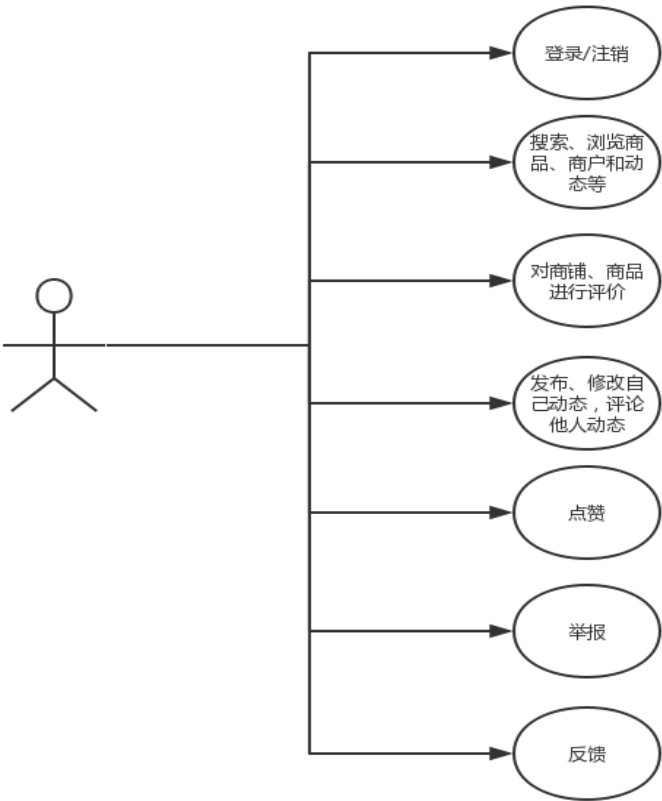 登录/注销
搜索、浏览商
品、商户和动
态等
对商铺、商品
进行评价
发布、修改自
己动态，评论
他人动态
点赞
举报
反馈